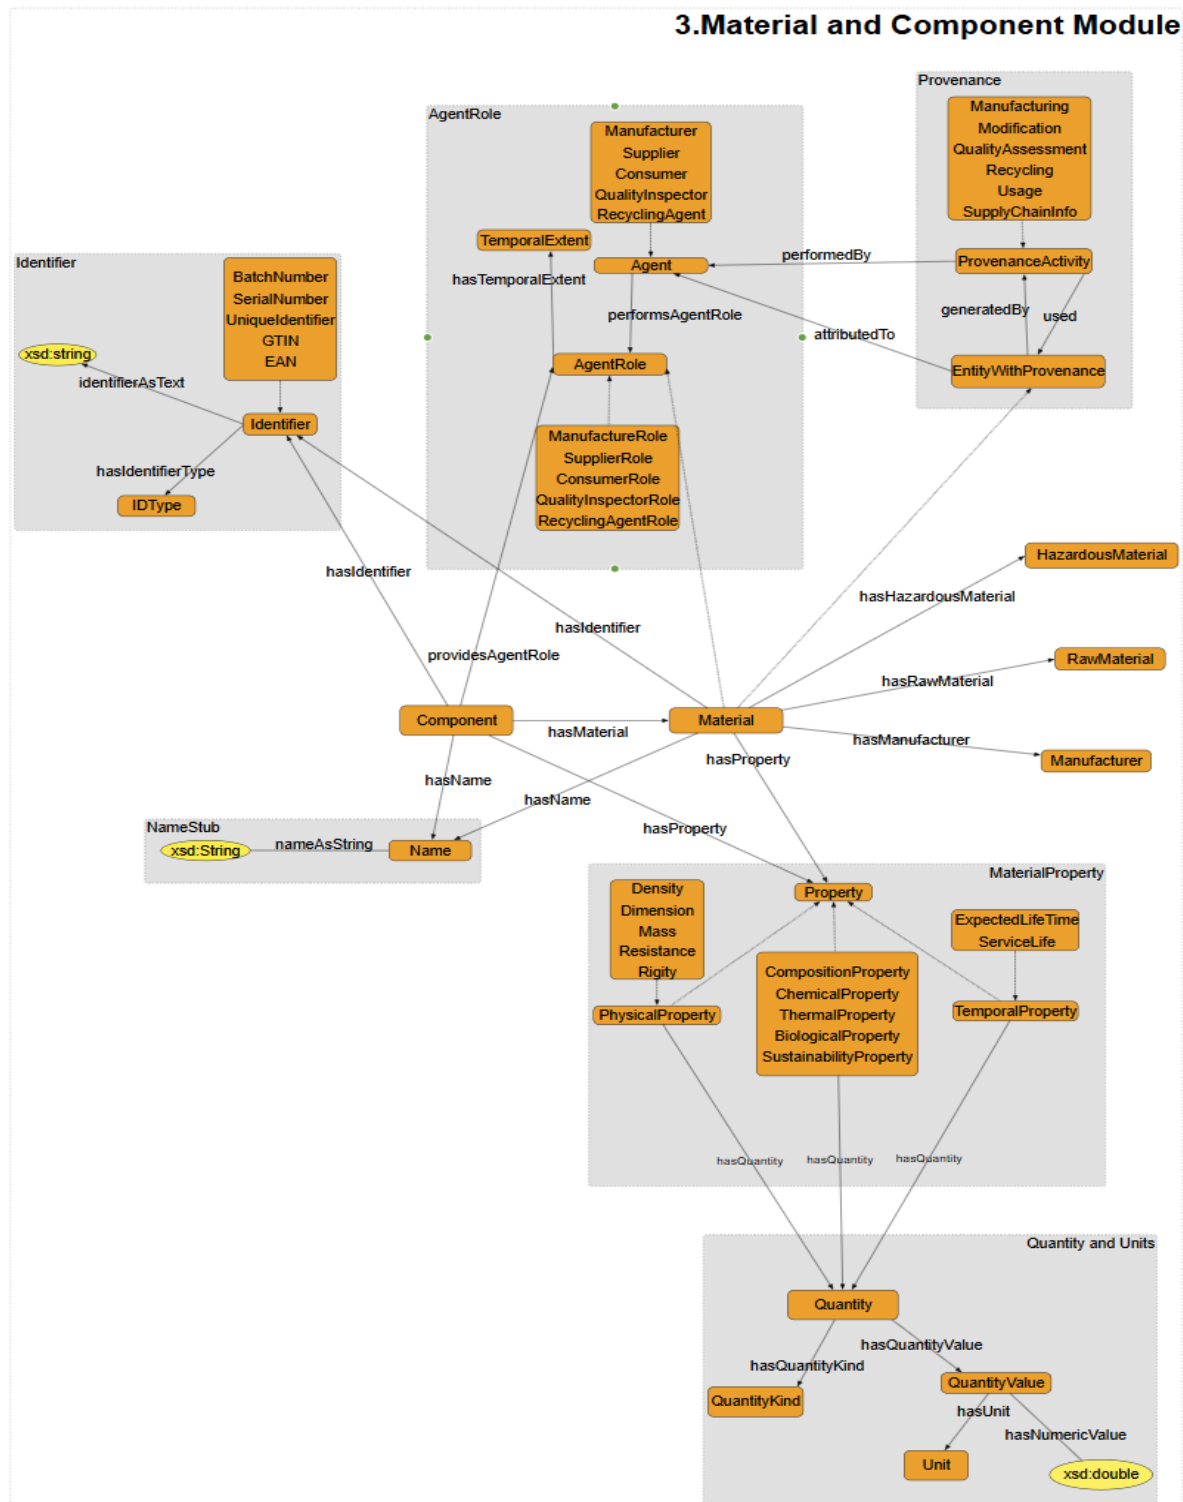 3.Material and Component Module
Provenance
Manufacturing
Modification
QualityAssessment
Recycling
Usage
SupplyChainInfo
AgentRole
Manufacturer
Supplier
Consumer
QualityInspector
RecyclingAgent
TemporalExtent
Agent
performedBy
ProvenanceActivity
hasTemporalExtent
performsAgentRole
generatedBy
used
attributedTo
AgentRole
EntityWithProvenance
ManufactureRole
SupplierRole
ConsumerRole
QualityInspectorRole
RecyclingAgentRole
Identifier
BatchNumber
SerialNumber
UniqueIdentifier
GTIN
EAN
xsd:string
identifierAsText
Identifier
hasIdentifierType
IDType
hasIdentifier
hasIdentifier
providesAgentRole
HazardousMaterial
hasHazardousMaterial
RawMaterial
hasRawMaterial
Component
hasMaterial
Material
hasManufacturer
Manufacturer
hasProperty
hasName
hasName
hasProperty
NameStub
xsd:String
nameAsString
Name
MaterialProperty
Property
Density
Dimension
Mass
Resistance
Rigity
PhysicalProperty
CompositionProperty
ChemicalProperty
ThermalProperty
BiologicalProperty
SustainabilityProperty
ExpectedLifeTime
ServiceLife
TemporalProperty
hasQuantity
hasQuantity
hasQuantity
Quantity and Units
Quantity
hasQuantityValue
hasQuantityKind
QuantityKind
QuantityValue
hasUnit
hasNumericValue
Unit
xsd:double